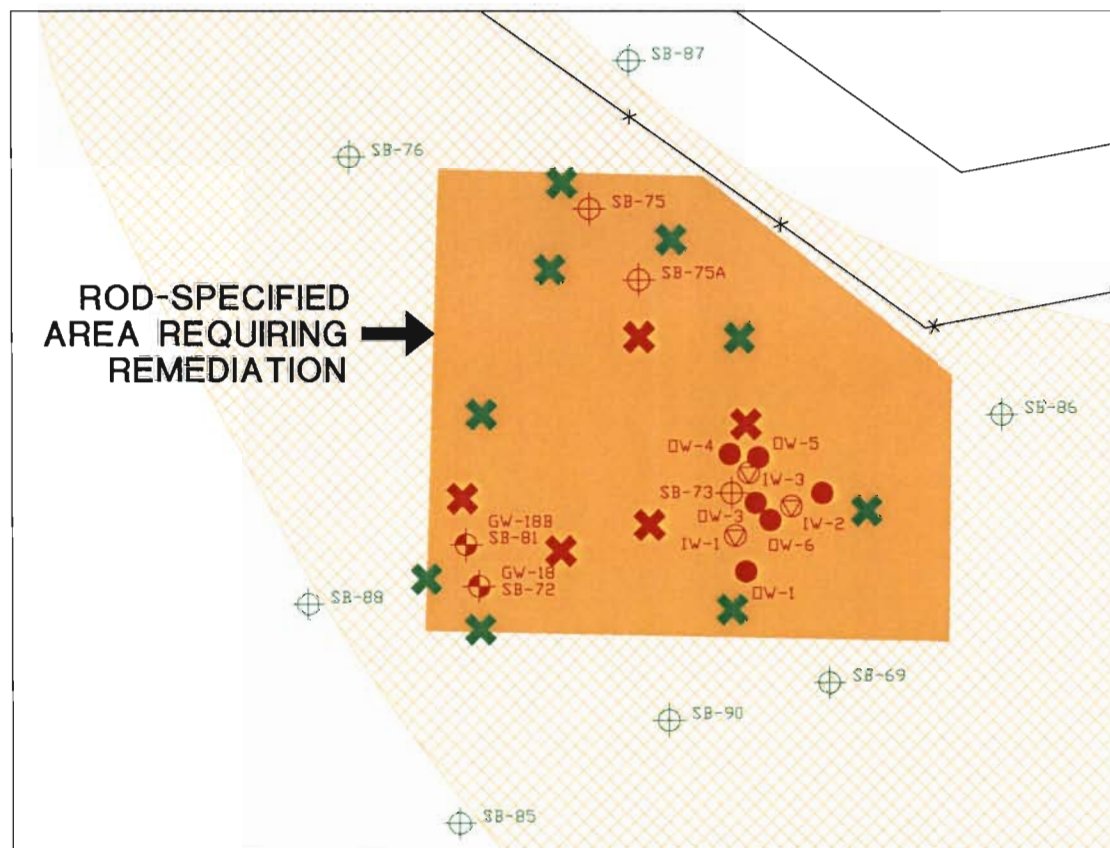 SB-87
SB-76
SB-75
SB-75A
ROD-SPECIFIED
AREA REQUIRING
REMEDIATION
SB-86
OW-4
OW-5
IW-3
SB-73
OW-3
IW-2
GW-18B
SB-81
IW-1
OW-6
GW-18
SB-72
OW-1
SB-88
SB-69
SB-90
SB-85